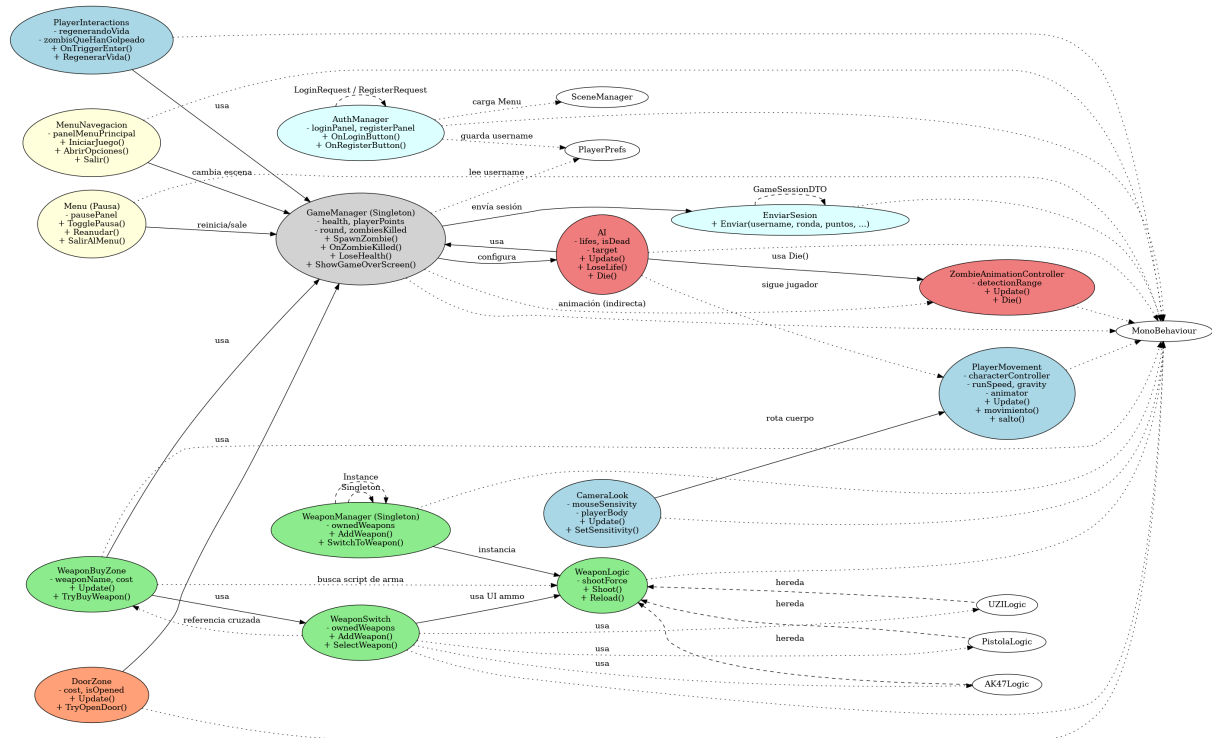 PlayerInteractions
- regenerandoVida
- zombisQueHanGolpeado
+ OnTriggerEnter()
+ RegenerarVida()
usa
MenuNavegacion
- panelMenuPrincipal
+ IniciarJuego()
+ AbrirOpciones()
+ Salir()
cambia escena
Menu (Pausa)
- pausePanel
+ TogglePausa()
+ Reanudar()
+ SalirAlMenu()
reinicia/sale
LoginRequest / RegisterRequest
AuthManager
- loginPanel, registerPanel
+ OnLoginButton()
+ OnRegisterButton()
carga Menu
SceneManager
guarda username
PlayerPrefs
lee username
GameManager (Singleton)
- health, playerPoints
- round, zombiesKilled
+ SpawnZombie()
+ OnZombieKilled()
+ LoseHealth()
+ ShowGameOverScreen()
envía sesión
GameSessionDTO
EnviarSesion
+ Enviar(username, ronda, puntos, ...)
usa
configura
AI
- lifes, isDead
- target
+ Update()
+ LoseLife()
+ Die()
usa Die()
sigue jugador
animación (indirecta)
ZombieAnimationController
- detectionRange
+ Update()
+ Die()
MonoBehaviour
PlayerMovement
- characterController
- runSpeed, gravity
- animator
+ Update()
+ movimiento()
+ salto()
rota cuerpo
usa
usa
Instance
Singleton
WeaponManager (Singleton)
- ownedWeapons
+ AddWeapon()
+ SwitchToWeapon()
instancia
CameraLook
- mouseSensivity
- playerBody
+ Update()
+ SetSensitivity()
WeaponBuyZone
- weaponName, cost
+ Update()
+ TryBuyWeapon()
busca script de arma
usa
referencia cruzada
WeaponLogic
- shootForce
+ Shoot()
+ Reload()
usa UI ammo
WeaponSwitch
- ownedWeapons
+ AddWeapon()
+ SelectWeapon()
hereda
hereda
hereda
usa
usa
usa
UZILogic
PistolaLogic
AK47Logic
DoorZone
- cost, isOpened
+ Update()
+ TryOpenDoor()